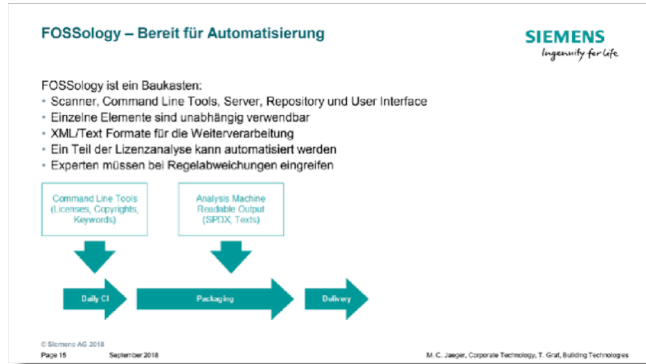 FOSSology – Bereit für Automatisierung
SIEMENS
Ingenuity for life
FOSSology ist ein Baukasten:
• Scanner, Command Line Tools, Server, Repository und User Interface
• Einzelne Elemente sind unabhängig verwendbar
• XML/Text Formate für die Weiterverarbeitung
• Ein Teil der Lizenzanalyse kann automatisiert werden
• Experten müssen bei Regelabweichungen eingreifen
Command Line Tools
(Licenses, Copyrights,
Keywords)
Analysis Machine
Readable Output
(SPDX, Texts)
Daily CI
Packaging
Delivery
© Siemens AG 2018
Page 15 September 2018 M. C. Jaeger, Corporate Technology, T. Graf, Building Technologies